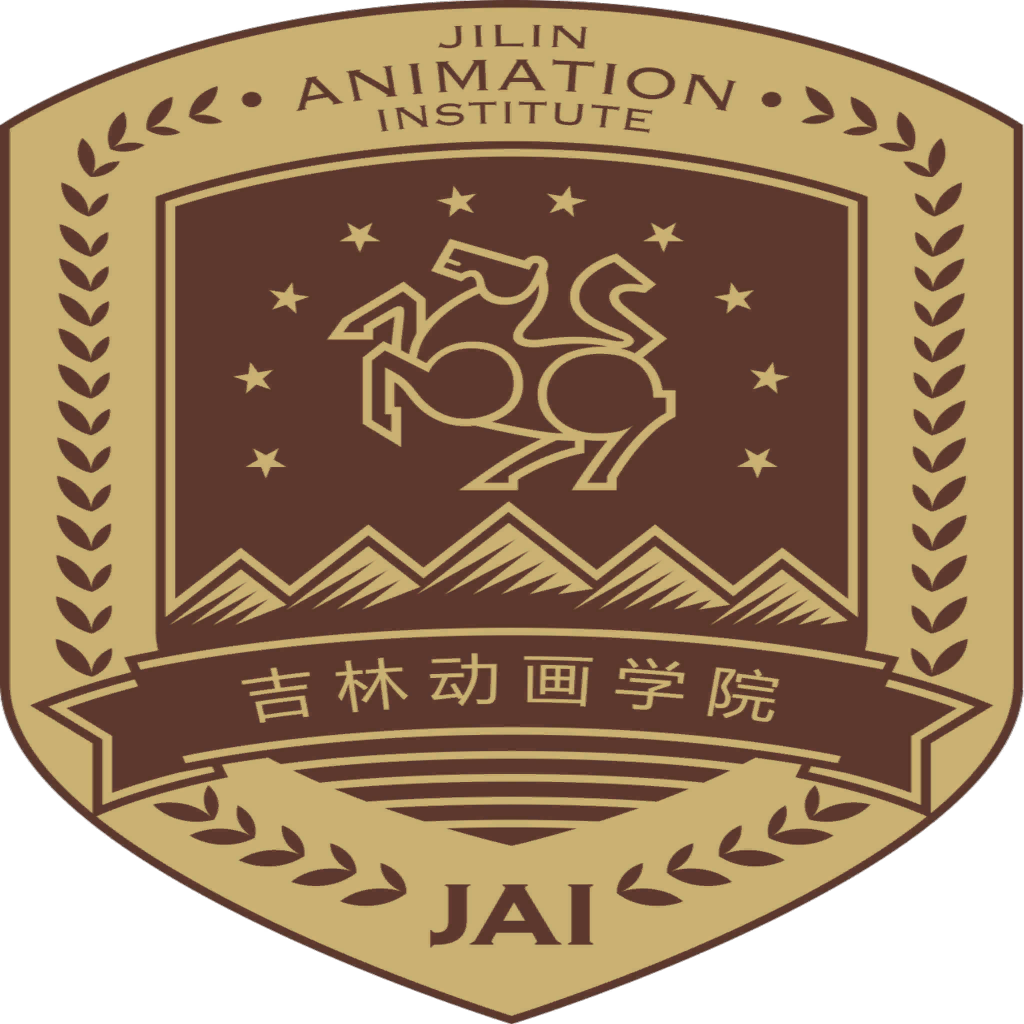 JILIN
ANIMATION
INSTITUTE
吉林动画学院
JAI